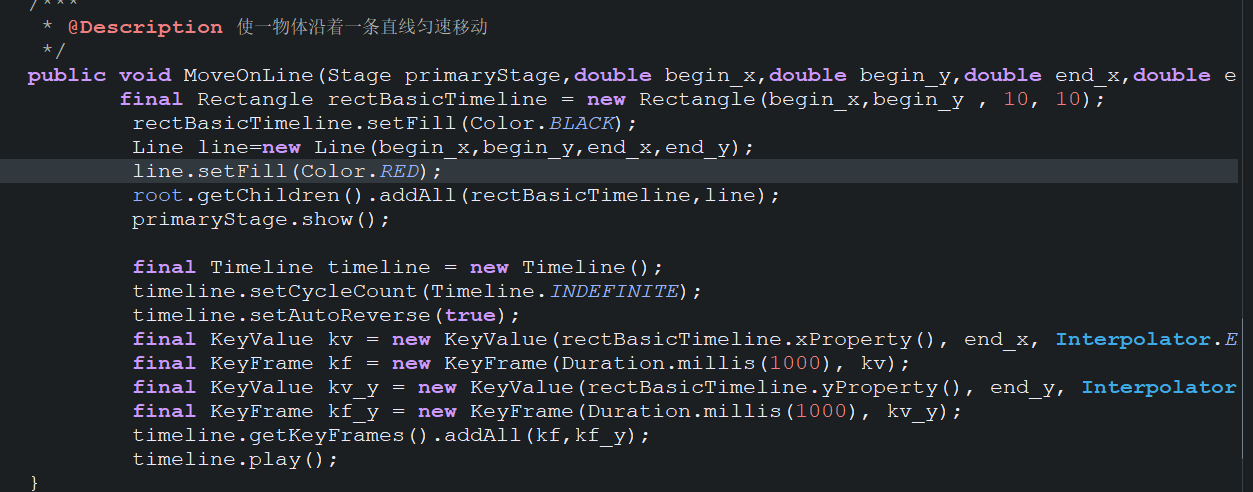 /***
* @Description 使一物体沿着一条直线匀速移动
*/
public void MoveOnLine(Stage primaryStage,double begin_x,double begin_y,double end_x,double e
final Rectangle rectBasicTimeline = new Rectangle(begin_x,begin_y , 10, 10);
rectBasicTimeline.setFill(Color.BLACK);
Line line=new Line(begin_x,begin_y,end_x,end_y);
line.setFill(Color.RED);
root.getChildren().addAll(rectBasicTimeline,line);
primaryStage.show();
final Timeline timeline = new Timeline();
timeline.setCycleCount(Timeline.INDEFINITE);
timeline.setAutoReverse(true);
final KeyValue kv = new KeyValue(rectBasicTimeline.xProperty(), end_x, Interpolator.E
final KeyFrame kf = new KeyFrame(Duration.millis(1000), kv);
final KeyValue kv_y = new KeyValue(rectBasicTimeline.yProperty(), end_y, Interpolator
final KeyFrame kf_y = new KeyFrame(Duration.millis(1000), kv_y);
timeline.getKeyFrames().addAll(kf,kf_y);
timeline.play();
}